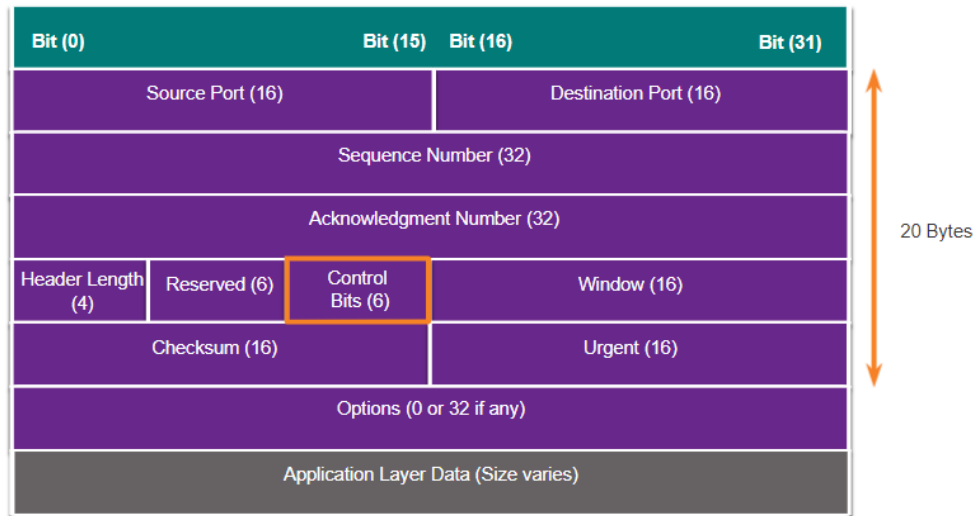 Bit (0) Bit (15) Bit (16) Bit (31)
Source Port (16) Destination Port (16)
Sequence Number (32)
Acknowledgment Number (32)
20 Bytes
Header Length
(4)
Reserved (6)
Control
Bits (6)
Window (16)
Checksum (16) Urgent (16)
Options (0 or 32 if any)
Application Layer Data (Size varies)